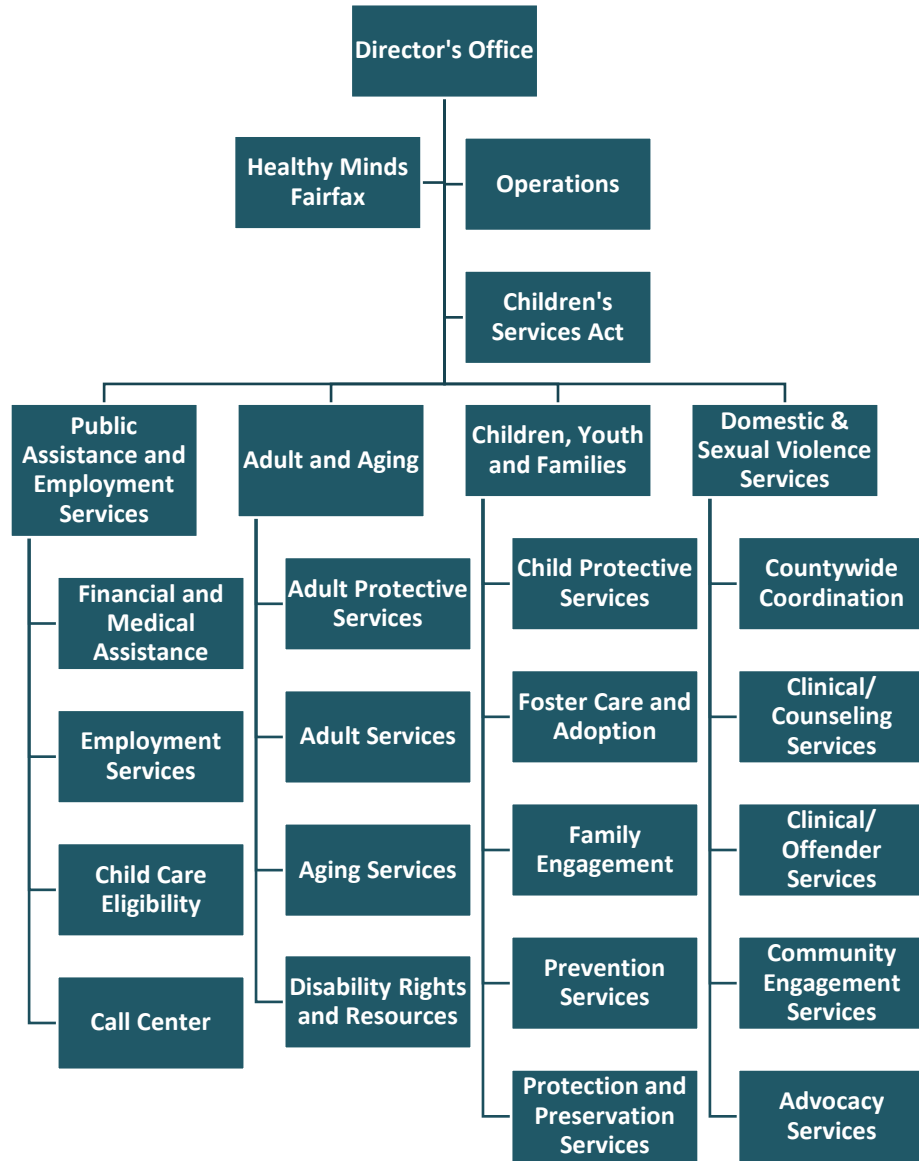 Director's Office
Healthy Minds
Fairfax
Operations
Children's
Services Act
Public
Assistance and
Employment
Services
Adult and Aging
Children, Youth
and Families
Domestic &
Sexual Violence
Services
Financial and
Medical
Assistance
Employment
Services
Child Care
Eligibility
Call Center
Adult Protective
Services
Adult Services
Aging Services
Disability Rights
and Resources
Child Protective
Services
Foster Care and
Adoption
Family
Engagement
Prevention
Services
Protection and
Preservation
Services
Countywide
Coordination
Clinical/
Counseling
Services
Clinical/
Offender
Services
Community
Engagement
Services
Advocacy
Services